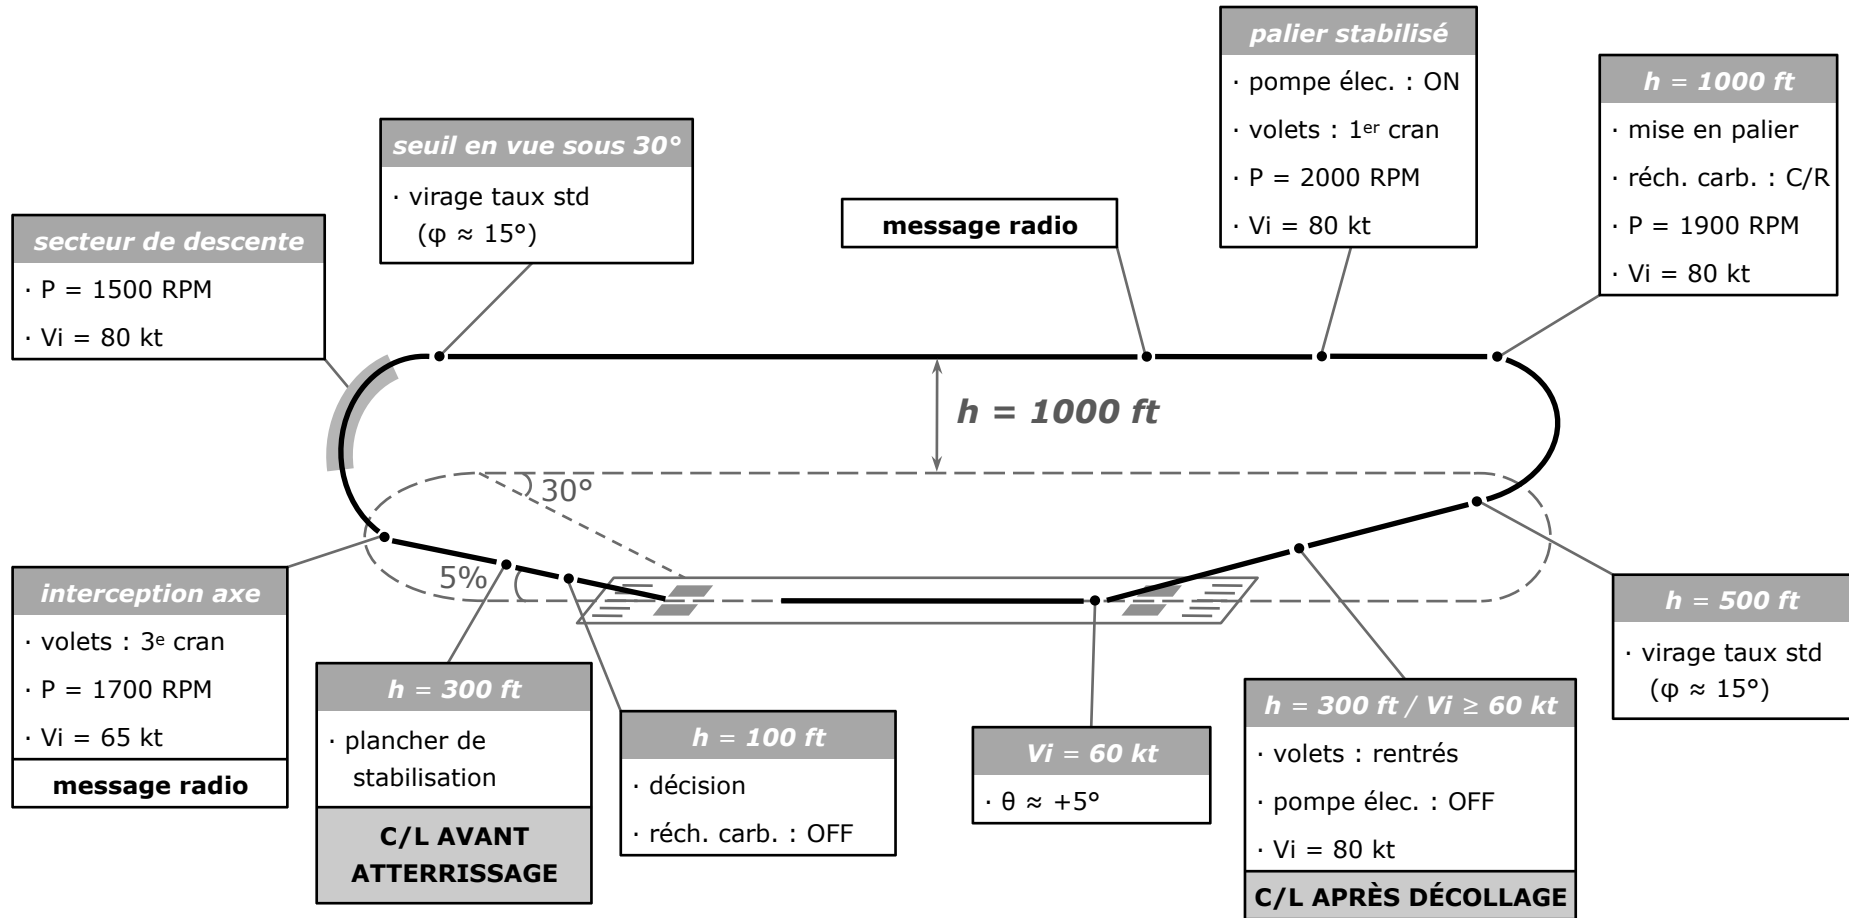 palier stabilisé
· pompe élec. : ON
· volets : 1er cran
· P = 2000 RPM
· Vi = 80 kt
h = 1000 ft
· mise en palier
· réch. carb. : C/R
· P = 1900 RPM
· Vi = 80 kt
seuil en vue sous 30°
· virage taux std
(φ ≈ 15°)
message radio
secteur de descente
· P = 1500 RPM
· Vi = 80 kt
h = 1000 ft
30°
5%
interception axe
· volets : 3e cran
· P = 1700 RPM
· Vi = 65 kt
message radio
h = 300 ft
· plancher de
stabilisation
C/L AVANT
ATTERRISSAGE
h = 100 ft
· décision
· réch. carb. : OFF
Vi = 60 kt
· θ ≈ +5°
h = 300 ft / Vi ≥ 60 kt
· volets : rentrés
· pompe élec. : OFF
· Vi = 80 kt
C/L APRÈS DÉCOLLAGE
h = 500 ft
· virage taux std
(φ ≈ 15°)